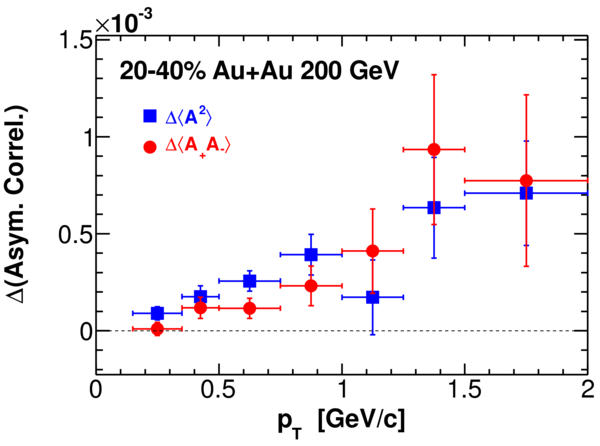 ×10⁻³
1.5
20-40% Au+Au 200 GeV
Δ⟨A²⟩
Δ⟨A₊A₋⟩
1
0.5
0
Δ(Asym. Correl.)
0 0.5 1 1.5 2
p_T [GeV/c]